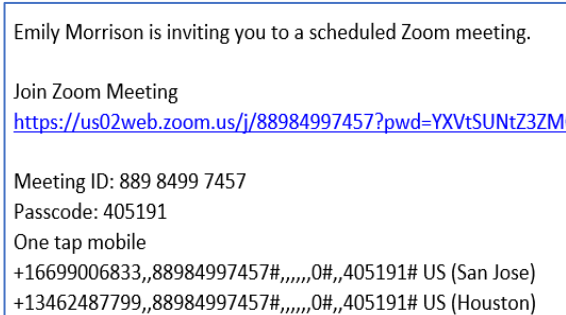 Emily Morrison is inviting you to a scheduled Zoom meeting.
Join Zoom Meeting
https://us02web.zoom.us/j/88984997457?pwd=YXVtSUNtZ3ZM
Meeting ID: 889 8499 7457
Passcode: 405191
One tap mobile
+16699006833,,88984997457#,,,,,,0#,,405191# US (San Jose)
+13462487799,,88984997457#,,,,,,0#,,405191# US (Houston)